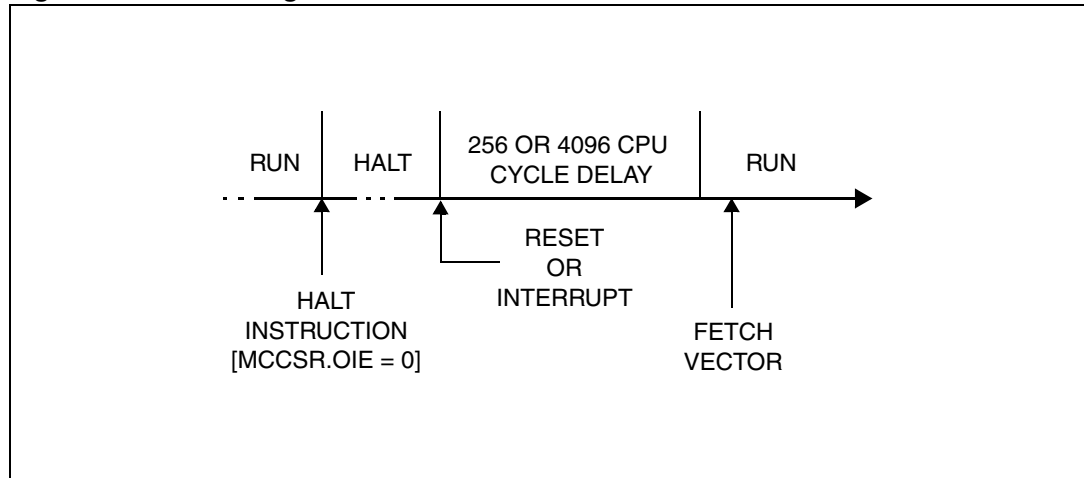 RUN
HALT
256 OR 4096 CPU
CYCLE DELAY
RUN
RESET
OR
INTERRUPT
HALT
INSTRUCTION
[MCCSR.OIE = 0]
FETCH
VECTOR